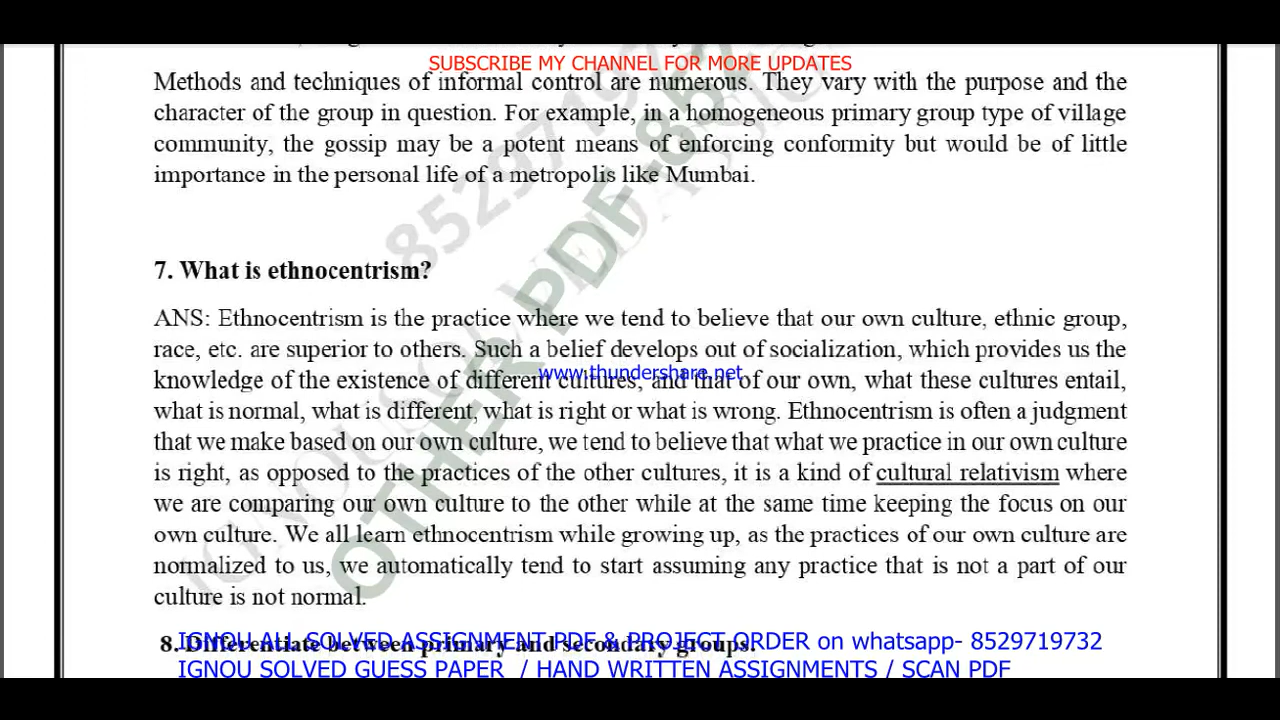 SUBSCRIBE MY CHANNEL FOR MORE UPDATES
Methods and techniques of informal control are numerous. They vary with the purpose and the
character of the group in question. For example, in a homogeneous primary group type of village
community, the gossip may be a potent means of enforcing conformity but would be of little
importance in the personal life of a metropolis like Mumbai.
7. What is ethnocentrism?
ANS: Ethnocentrism is the practice where we tend to believe that our own culture, ethnic group,
race, etc. are superior to others. Such a belief develops out of socialization, which provides us the
www.thundershare.net
knowledge of the existence of different cultures, and that of our own, what these cultures entail,
what is normal, what is different, what is right or what is wrong. Ethnocentrism is often a judgment
that we make based on our own culture, we tend to believe that what we practice in our own culture
is right, as opposed to the practices of the other cultures, it is a kind of cultural relativism where
we are comparing our own culture to the other while at the same time keeping the focus on our
own culture. We all learn ethnocentrism while growing up, as the practices of our own culture are
normalized to us, we automatically tend to start assuming any practice that is not a part of our
culture is not normal.
8. Differentiate between primary and secondary groups.
IGNOU ALL SOLVED ASSIGNMENT PDF & PROJECT ORDER on whatsapp- 8529719732
IGNOU SOLVED GUESS PAPER / HAND WRITTEN ASSIGNMENTS / SCAN PDF
OTHER PDF-852
8529719